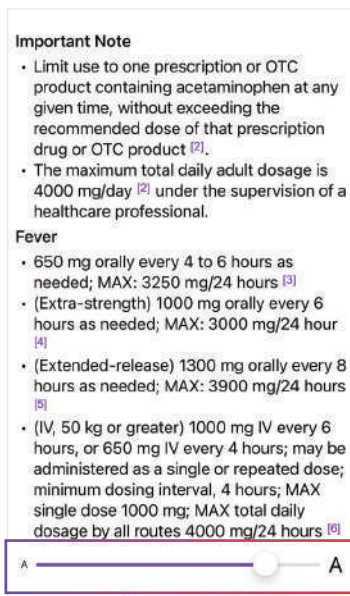 Important Note
• Limit use to one prescription or OTC
product containing acetaminophen at any
given time, without exceeding the
recommended dose of that prescription
drug or OTC product [2].
• The maximum total daily adult dosage is
4000 mg/day [2] under the supervision of a
healthcare professional.
Fever
• 650 mg orally every 4 to 6 hours as
needed; MAX: 3250 mg/24 hours [3]
• (Extra-strength) 1000 mg orally every 6
hours as needed; MAX: 3000 mg/24 hour
[4]
• (Extended-release) 1300 mg orally every 8
hours as needed; MAX: 3900 mg/24 hours
[5]
• (IV, 50 kg or greater) 1000 mg IV every 6
hours, or 650 mg IV every 4 hours; may be
administered as a single or repeated dose;
minimum dosing interval, 4 hours; MAX
single dose 1000 mg; MAX total daily
dosage by all routes 4000 mg/24 hours [6]
A A